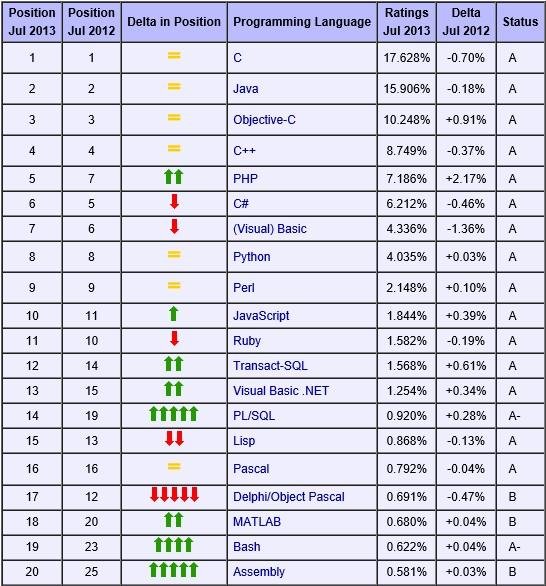 Position Jul 2013 Position Jul 2012 Delta in Position Programming Language Ratings Jul 2013 Delta Jul 2012 Status
1 1 C 17.628% -0.70% A
2 2 Java 15.906% -0.18% A
3 3 Objective-C 10.248% +0.91% A
4 4 C++ 8.749% -0.37% A
5 7 PHP 7.186% +2.17% A
6 5 C# 6.212% -0.46% A
7 6 (Visual) Basic 4.336% -1.36% A
8 8 Python 4.035% +0.03% A
9 9 Perl 2.148% +0.10% A
10 11 JavaScript 1.844% +0.39% A
11 10 Ruby 1.582% -0.19% A
12 14 Transact-SQL 1.568% +0.61% A
13 15 Visual Basic .NET 1.254% +0.34% A
14 19 PL/SQL 0.920% +0.28% A-
15 13 Lisp 0.868% -0.13% A
16 16 Pascal 0.792% -0.04% A
17 12 Delphi/Object Pascal 0.691% -0.47% B
18 20 MATLAB 0.680% +0.04% B
19 23 Bash 0.622% +0.04% A-
20 25 Assembly 0.581% +0.03% B